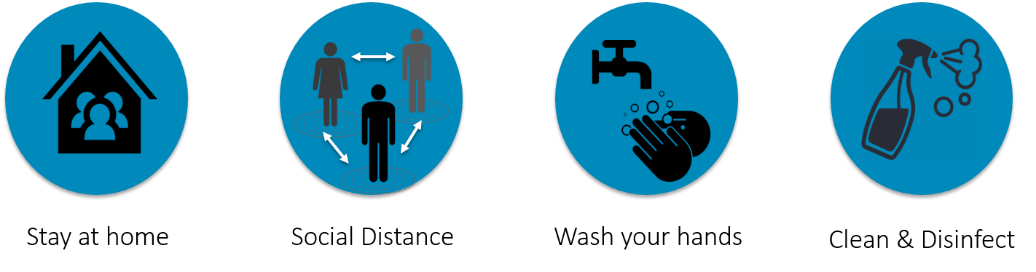 Stay at home
Social Distance
Wash your hands
Clean & Disinfect